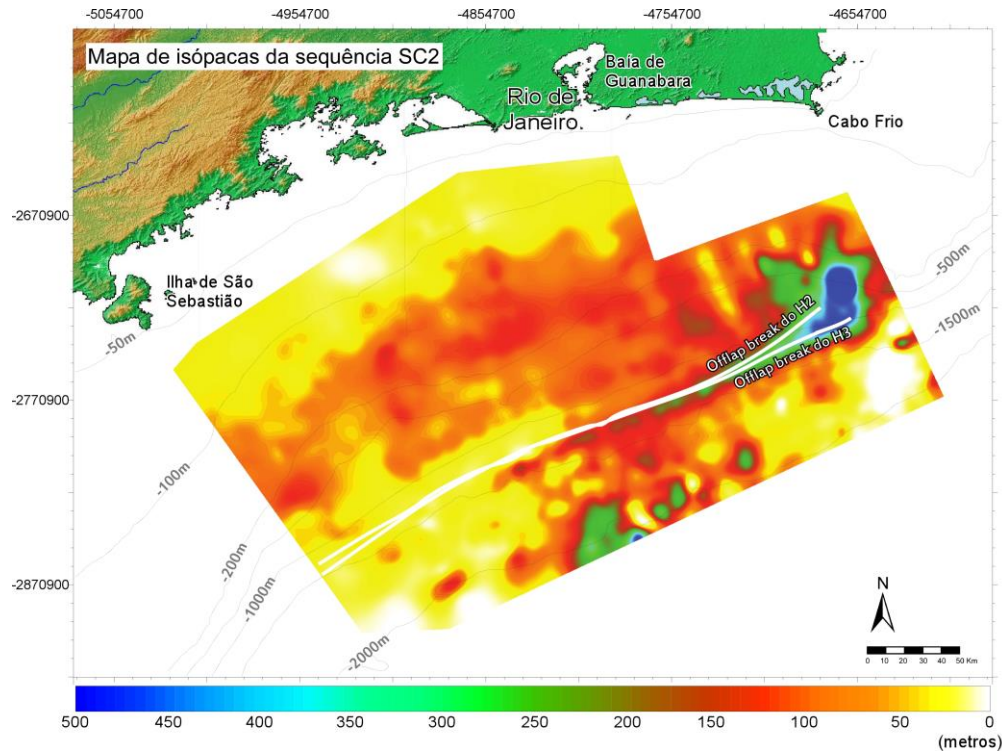 -5054700 -4954700 -4854700 -4754700 -4654700
Mapa de isópacas da sequência SC2
Baía de
Guanabara
Rio de
Janeiro.
Cabo Frio
-2670900
Ilha de São
Sebastião
-500m
-50m
-1500m
Offlap break do H2
Offlap break do H3
-2770900
-100m
-200m
-2870900
-1000m
-2000m
N
0 10 20 30 40 50 Km
500 450 400 350 300 250 200 150 100 50 0
(metros)